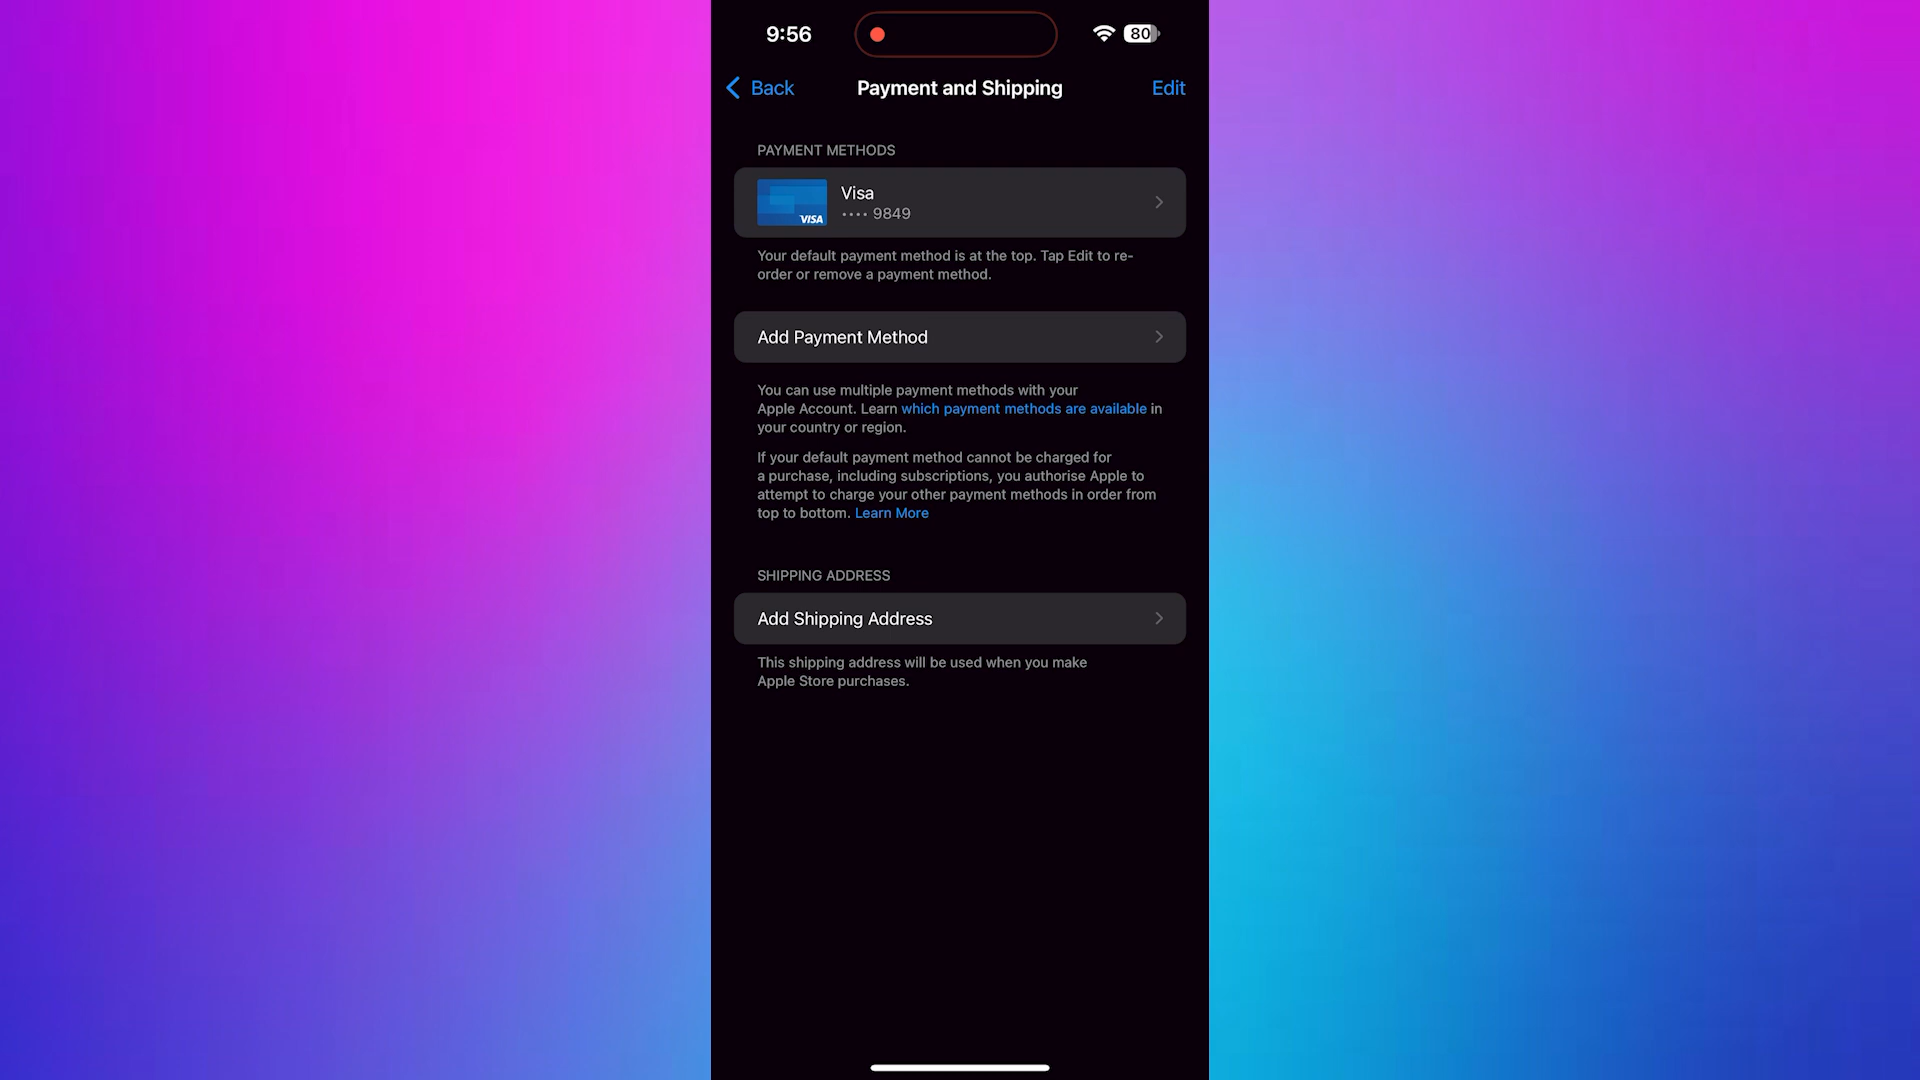 9:56
80
Back
Payment and Shipping
Edit
PAYMENT METHODS
VISA
Visa
•••• 9849
Your default payment method is at the top. Tap Edit to re-
order or remove a payment method.
Add Payment Method
You can use multiple payment methods with your
Apple Account. Learn which payment methods are available in
your country or region.
If your default payment method cannot be charged for
a purchase, including subscriptions, you authorise Apple to
attempt to charge your other payment methods in order from
top to bottom. Learn More
SHIPPING ADDRESS
Add Shipping Address
This shipping address will be used when you make
Apple Store purchases.